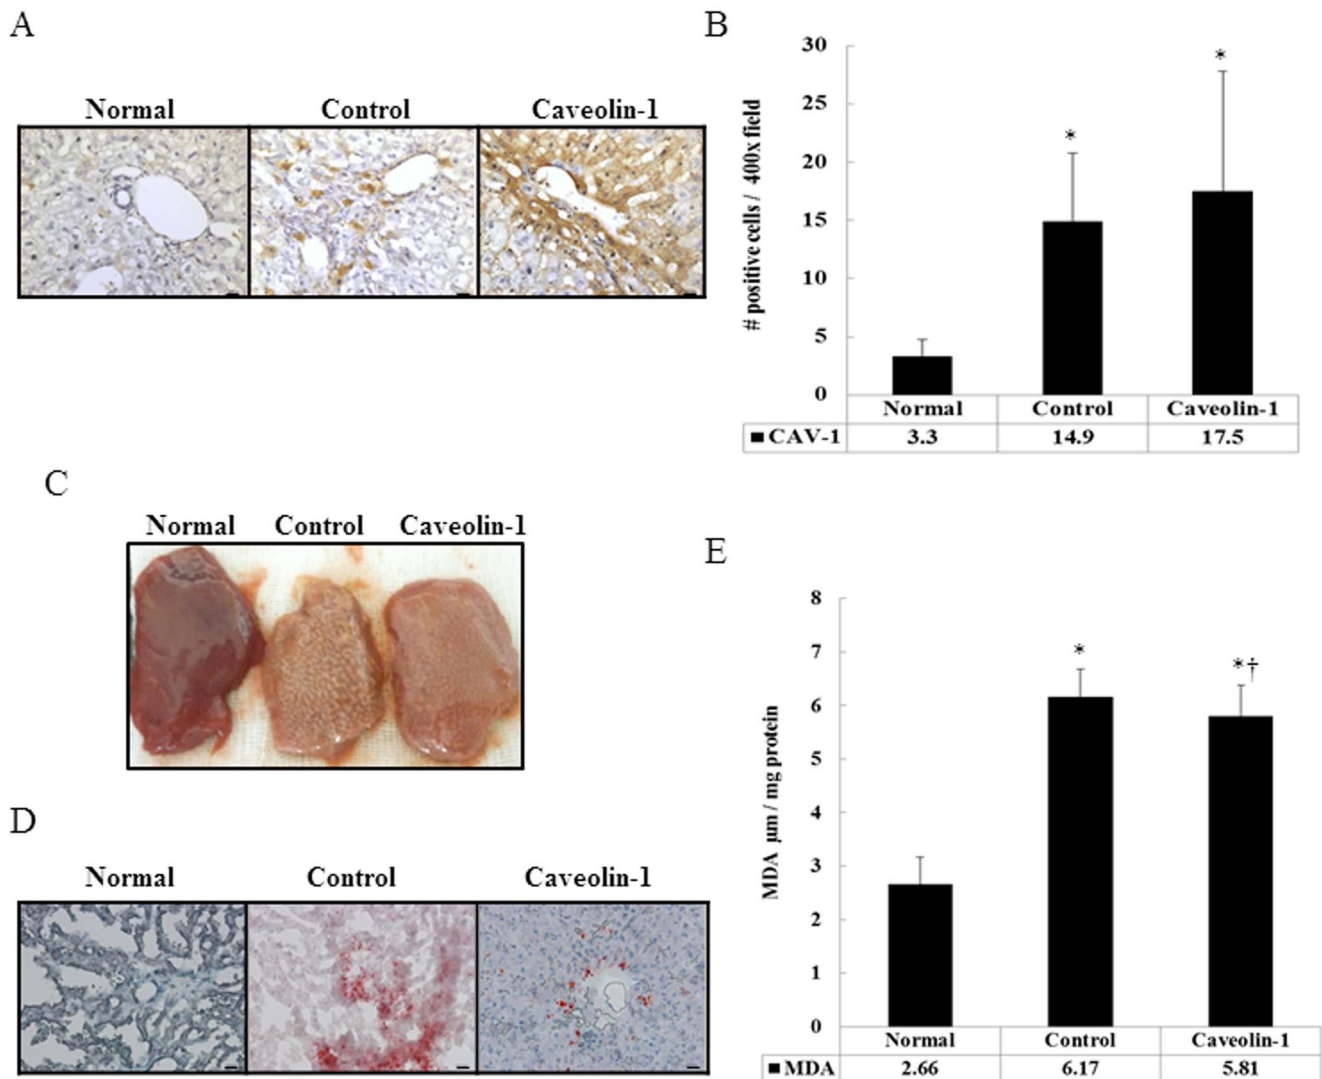 A
Normal Control Caveolin-1
B
30
25
20
15
10
5
0
# positive cells / 400x field
*
*
Normal Control Caveolin-1
■ CAV-1 3.3 14.9 17.5
C
Normal Control Caveolin-1
D
Normal Control Caveolin-1
E
8
7
6
5
4
3
2
1
0
MDA µm / mg protein
*
*†
Normal Control Caveolin-1
■ MDA 2.66 6.17 5.81